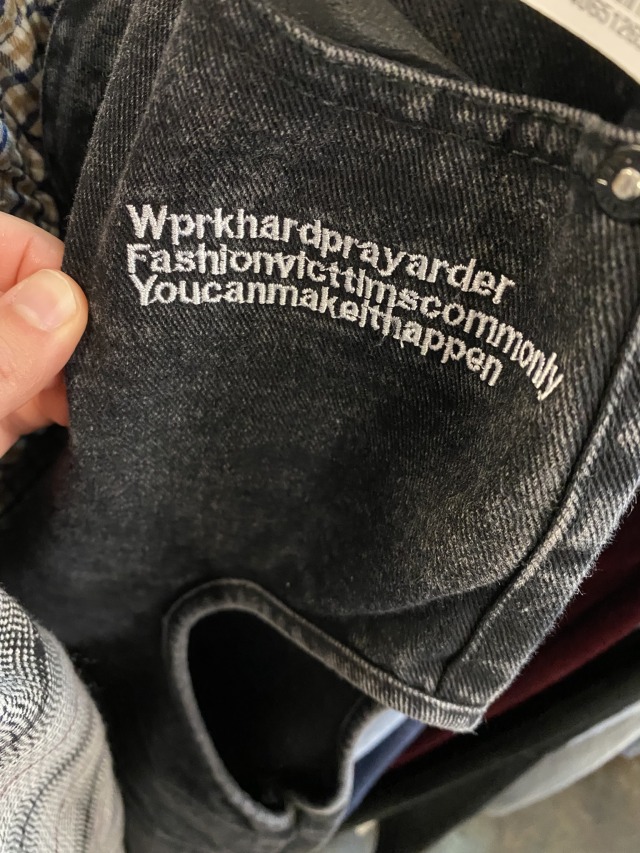 Wprkhardprayarder
Fashionvicttimscommonly
Youcanmakeithappen